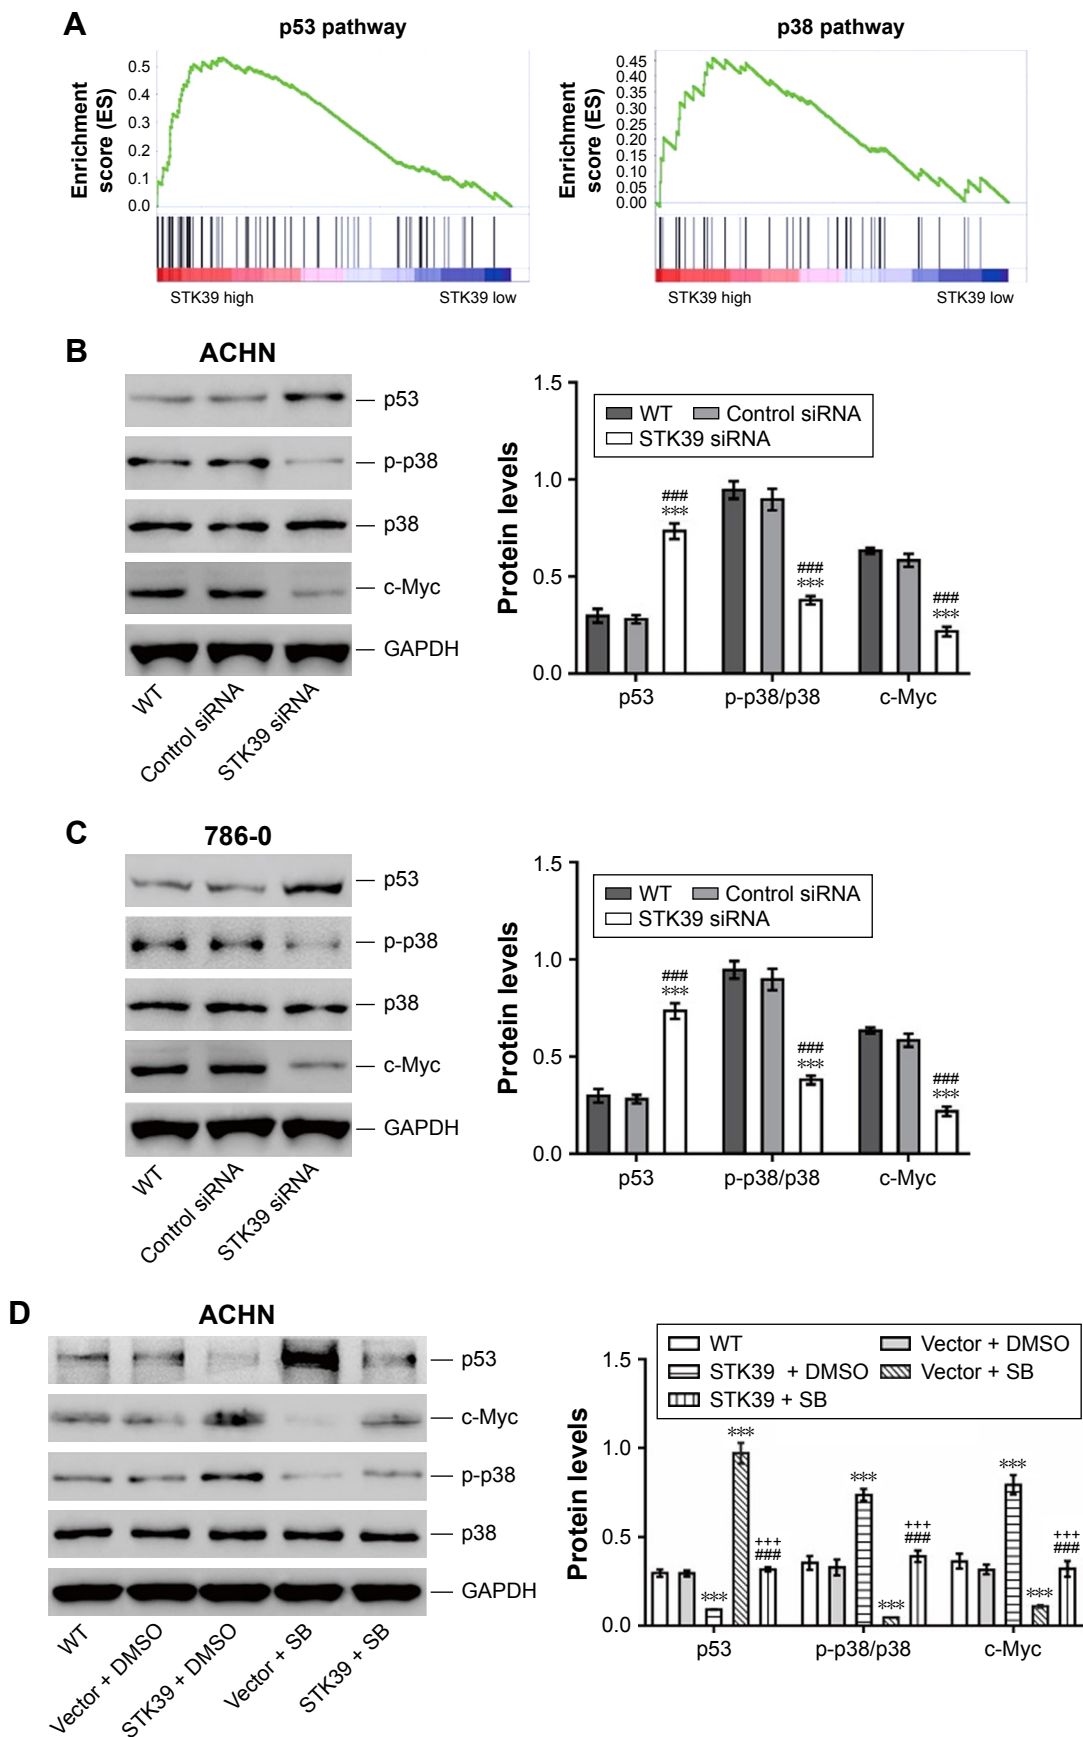 A
p53 pathway
p38 pathway
Enrichment
score (ES)
0.5
0.4
0.3
0.2
0.1
0.0
STK39 high
STK39 low
Enrichment
score (ES)
0.45
0.40
0.35
0.30
0.25
0.20
0.15
0.10
0.05
0.00
STK39 high
STK39 low
B
ACHN
p53
p-p38
p38
c-Myc
GAPDH
WT
Control siRNA
STK39 siRNA
Protein levels
1.5
1.0
0.5
0.0
WT
Control siRNA
STK39 siRNA
###
***
###
***
###
***
p53
p-p38/p38
c-Myc
C
786-0
p53
p-p38
p38
c-Myc
GAPDH
WT
Control siRNA
STK39 siRNA
Protein levels
1.5
1.0
0.5
0.0
WT
Control siRNA
STK39 siRNA
###
***
###
***
###
***
p53
p-p38/p38
c-Myc
D
ACHN
p53
c-Myc
p-p38
p38
GAPDH
WT
Vector + DMSO
STK39 + DMSO
Vector + SB
STK39 + SB
Protein levels
1.5
1.0
0.5
0.0
WT
Vector + DMSO
STK39 + DMSO
Vector + SB
STK39 + SB
***
***
+++
###
***
***
+++
###
***
***
+++
###
p53
p-p38/p38
c-Myc